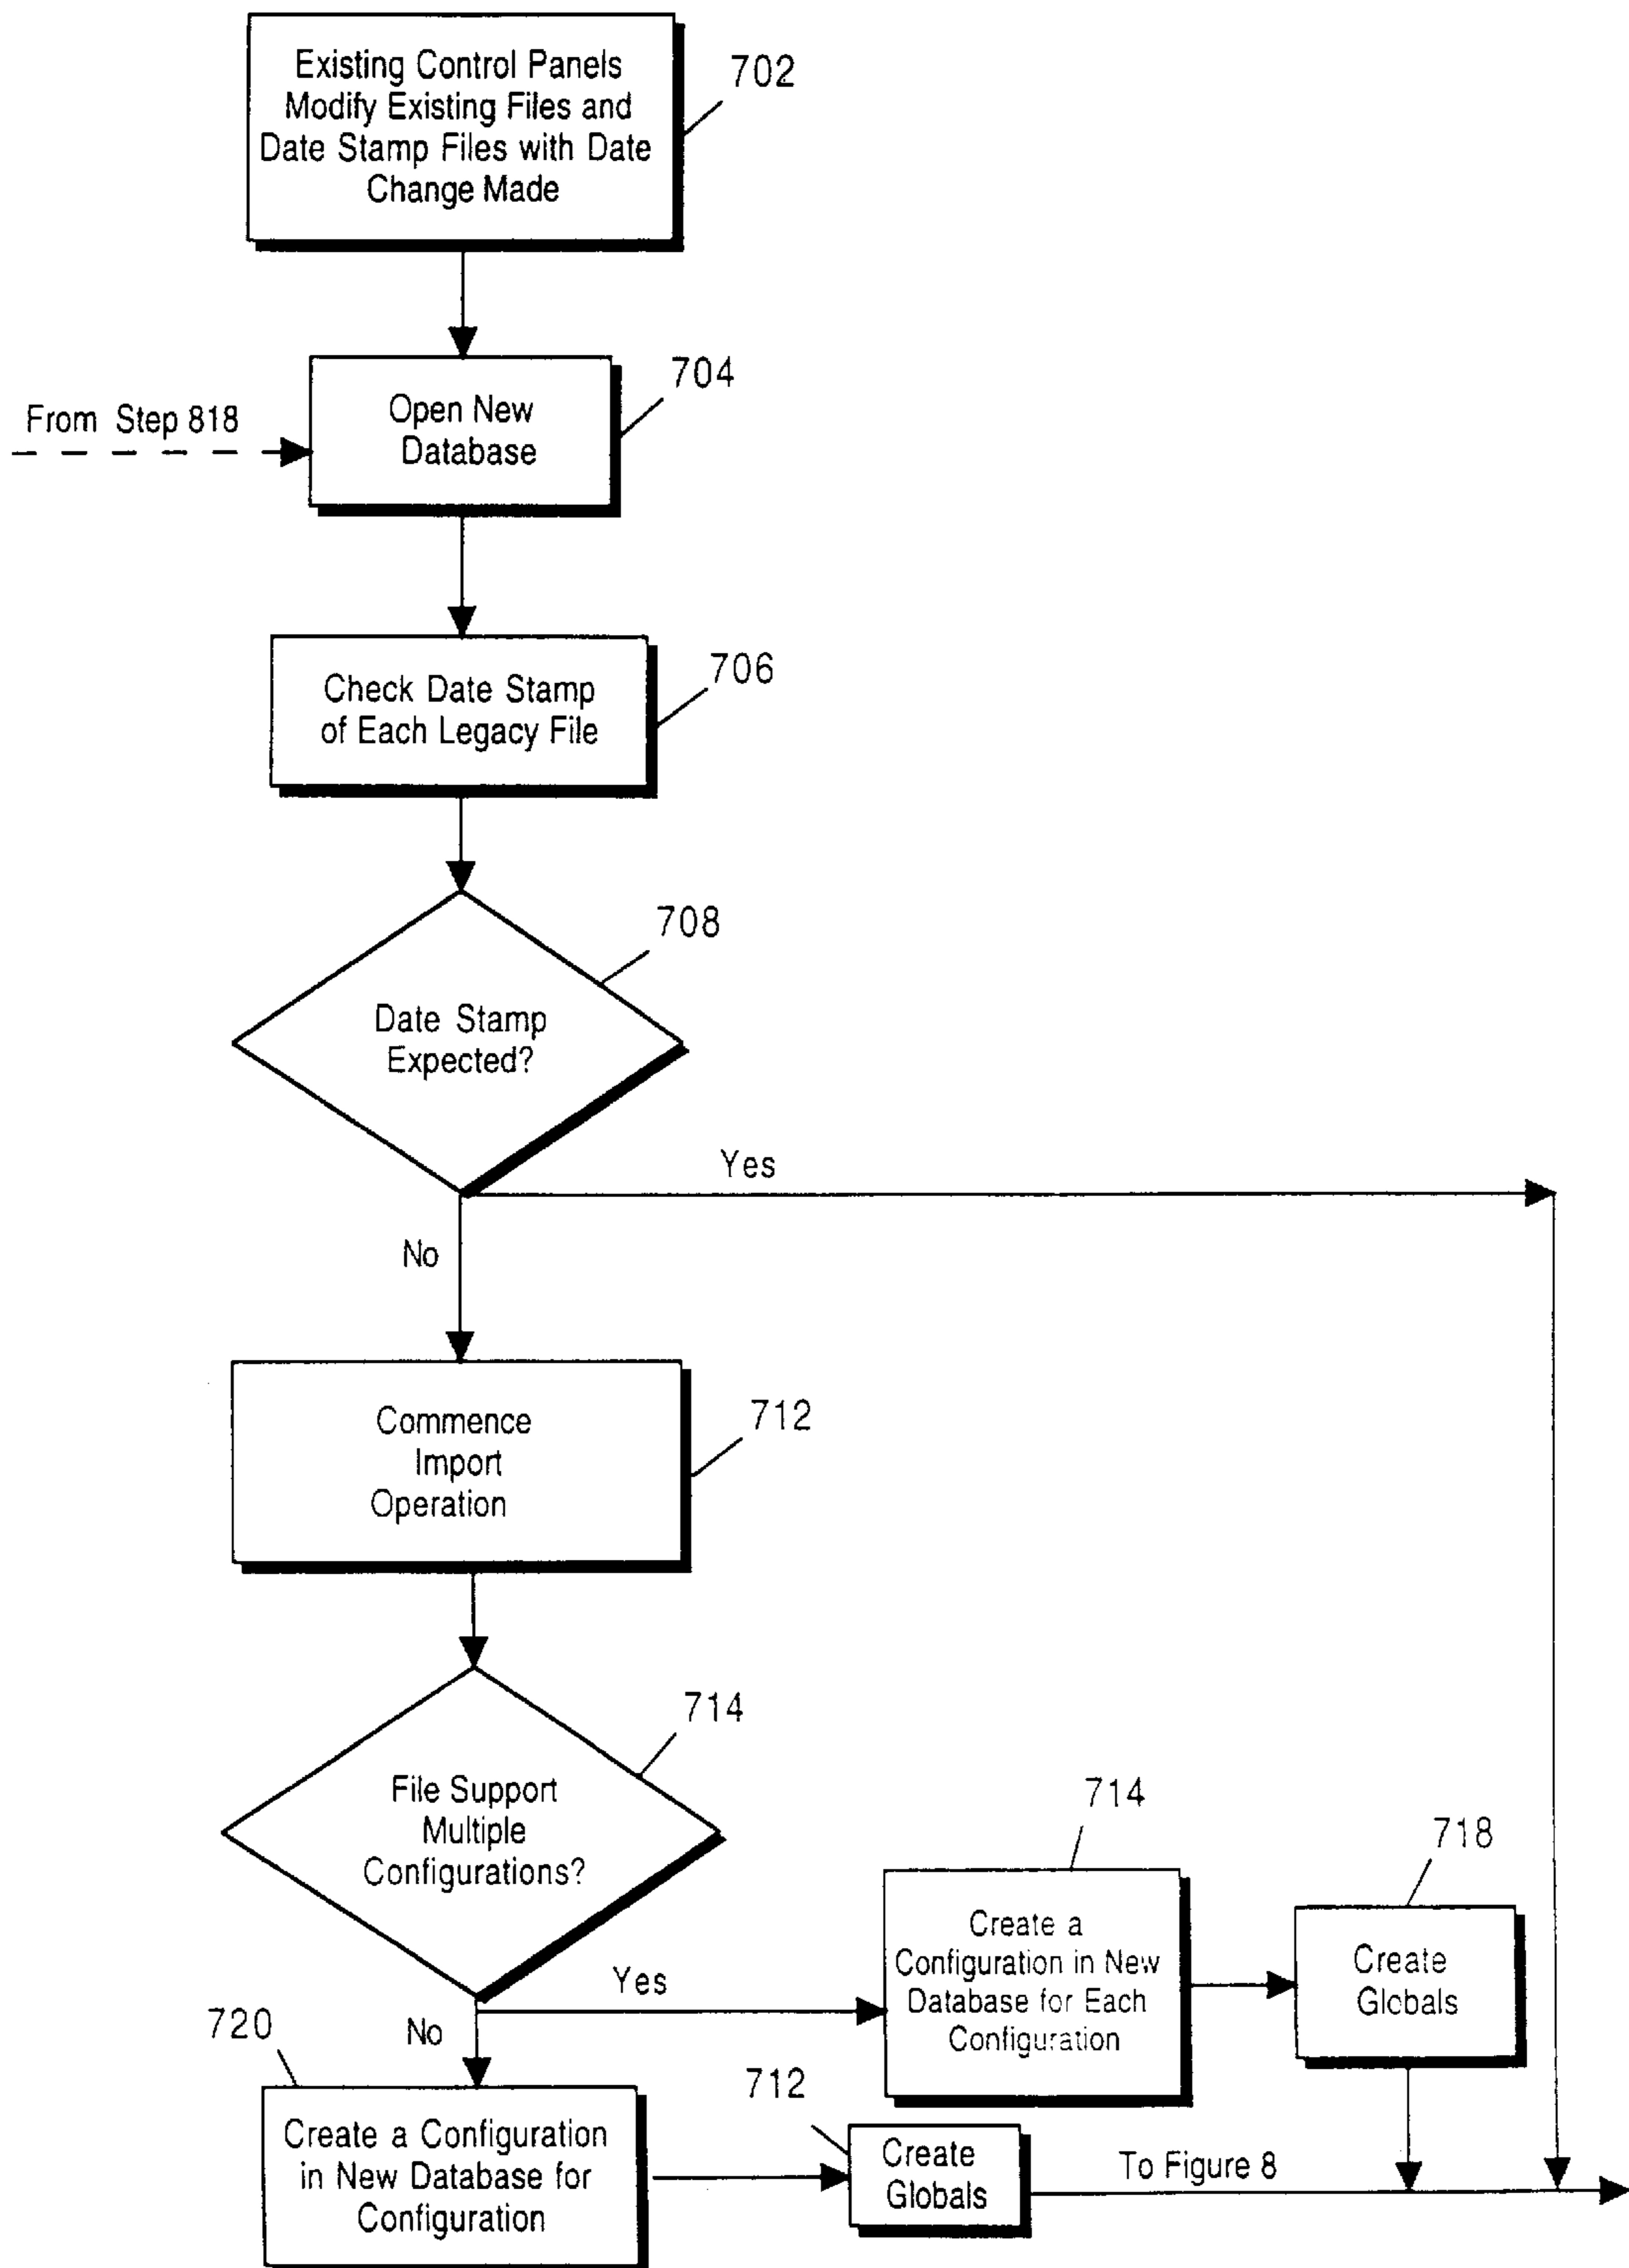 Existing Control Panels
Modify Existing Files and
Date Stamp Files with Date
Change Made
702
Open New
Database
704
From Step 818
Check Date Stamp
of Each Legacy File
706
Date Stamp
Expected?
708
Yes
No
Commence
Import
Operation
712
File Support
Multiple
Configurations?
714
Yes
No
Create a
Configuration in New
Database for Each
Configuration
714
Create
Globals
718
720
Create a Configuration
in New Database for
Configuration
712
Create
Globals
To Figure 8